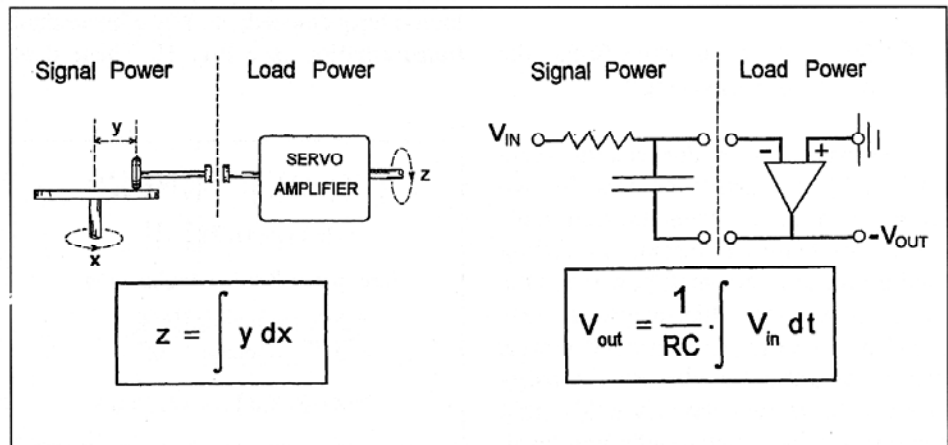 Signal Power
Load Power
y
SERVO
AMPLIFIER
z
x
z = ∫ y dx
Signal Power
Load Power
V_IN
-
+
-V_OUT
V_out = 1/RC · ∫ V_in dt